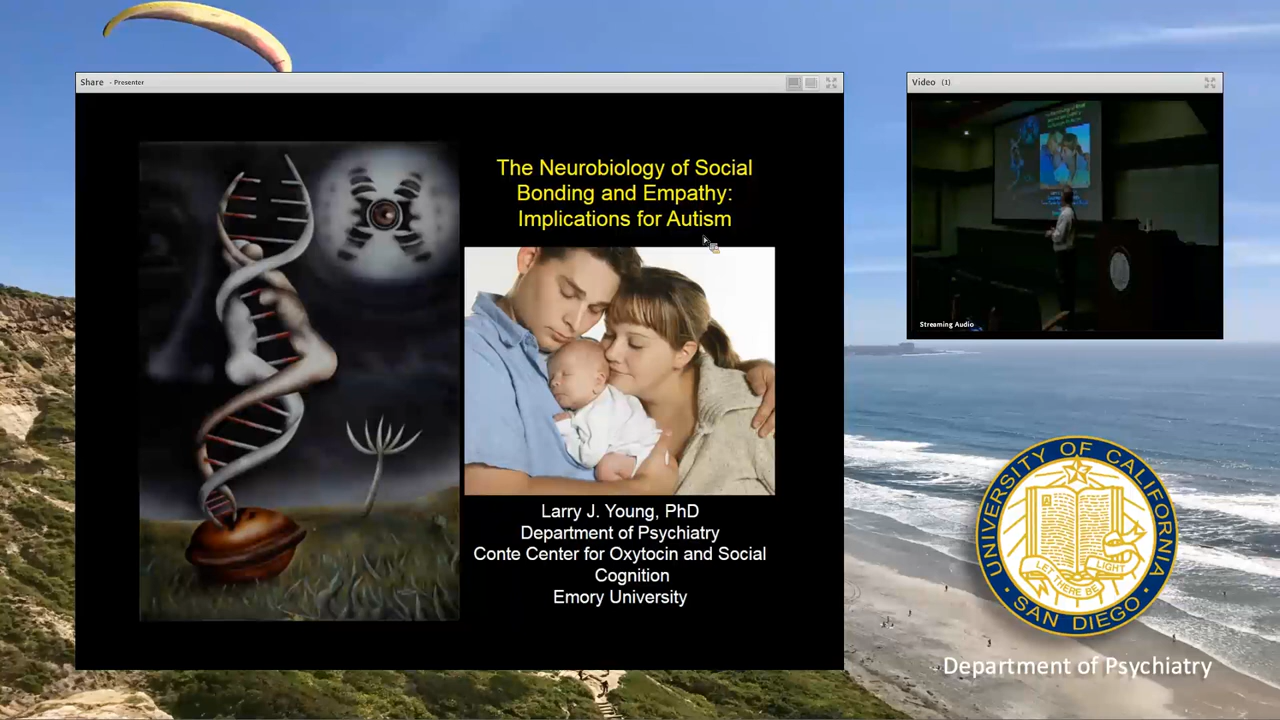 Share - Presenter
The Neurobiology of Social
Bonding and Empathy:
Implications for Autism
Larry J. Young, PhD
Department of Psychiatry
Conte Center for Oxytocin and Social
Cognition
Emory University
Video (1)
Streaming Audio
UNIVERSITY OF CALIFORNIA
LET THERE BE LIGHT
SAN DIEGO
Department of Psychiatry